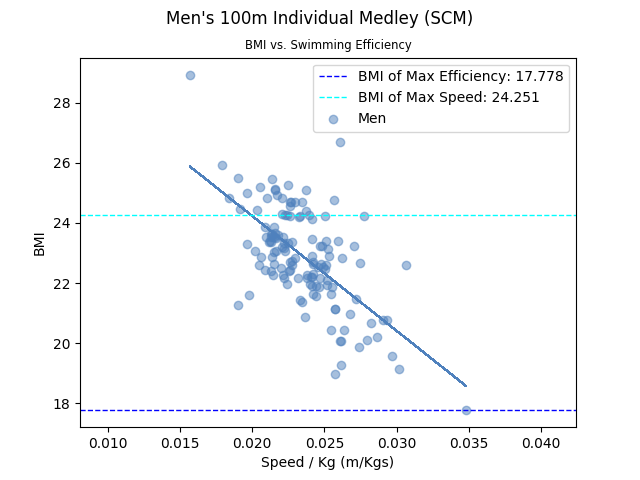 Men's 100m Individual Medley (SCM)
BMI vs. Swimming Efficiency
BMI of Max Efficiency: 17.778
BMI of Max Speed: 24.251
Men
BMI
28
26
24
22
20
18
0.010 0.015 0.020 0.025 0.030 0.035 0.040
Speed / Kg (m/Kgs)